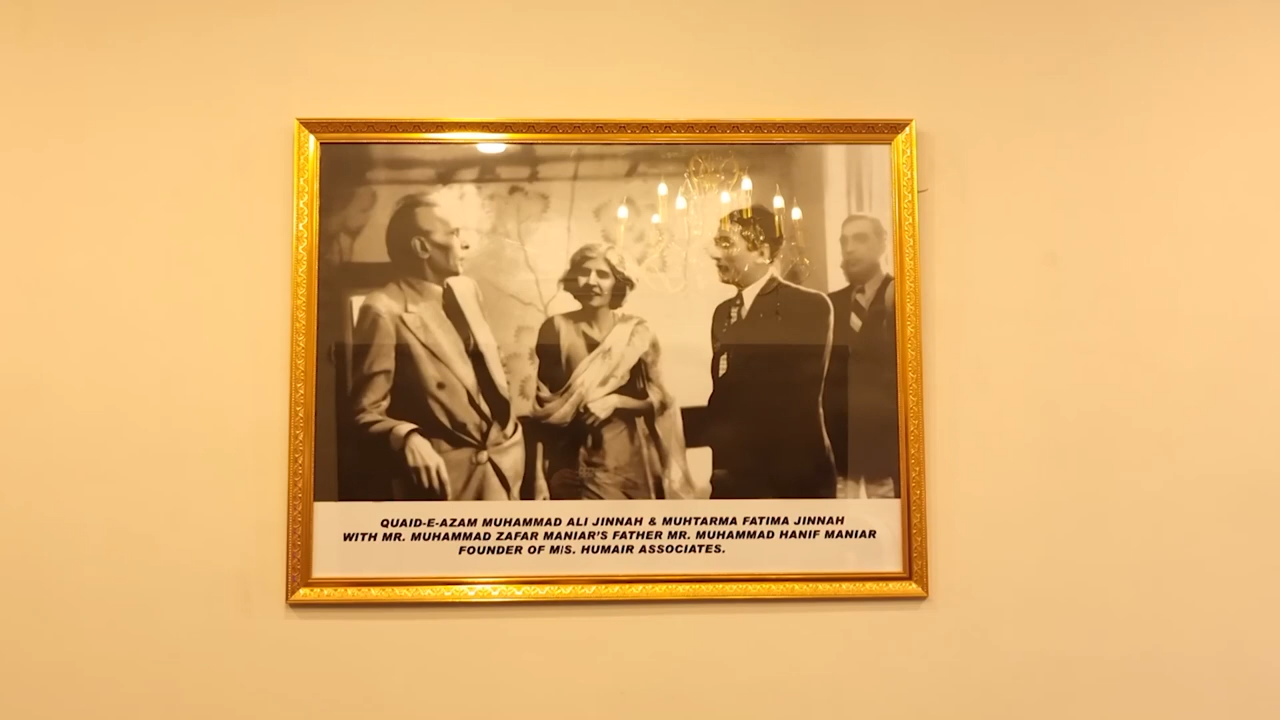 QUAID-E-AZAM MUHAMMAD ALI JINNAH & MUHTARMA FATIMA JINNAH
WITH MR. MUHAMMAD ZAFAR MANIAR'S FATHER MR. MUHAMMAD HANIF MANIAR
FOUNDER OF M/S. HUMAIR ASSOCIATES.